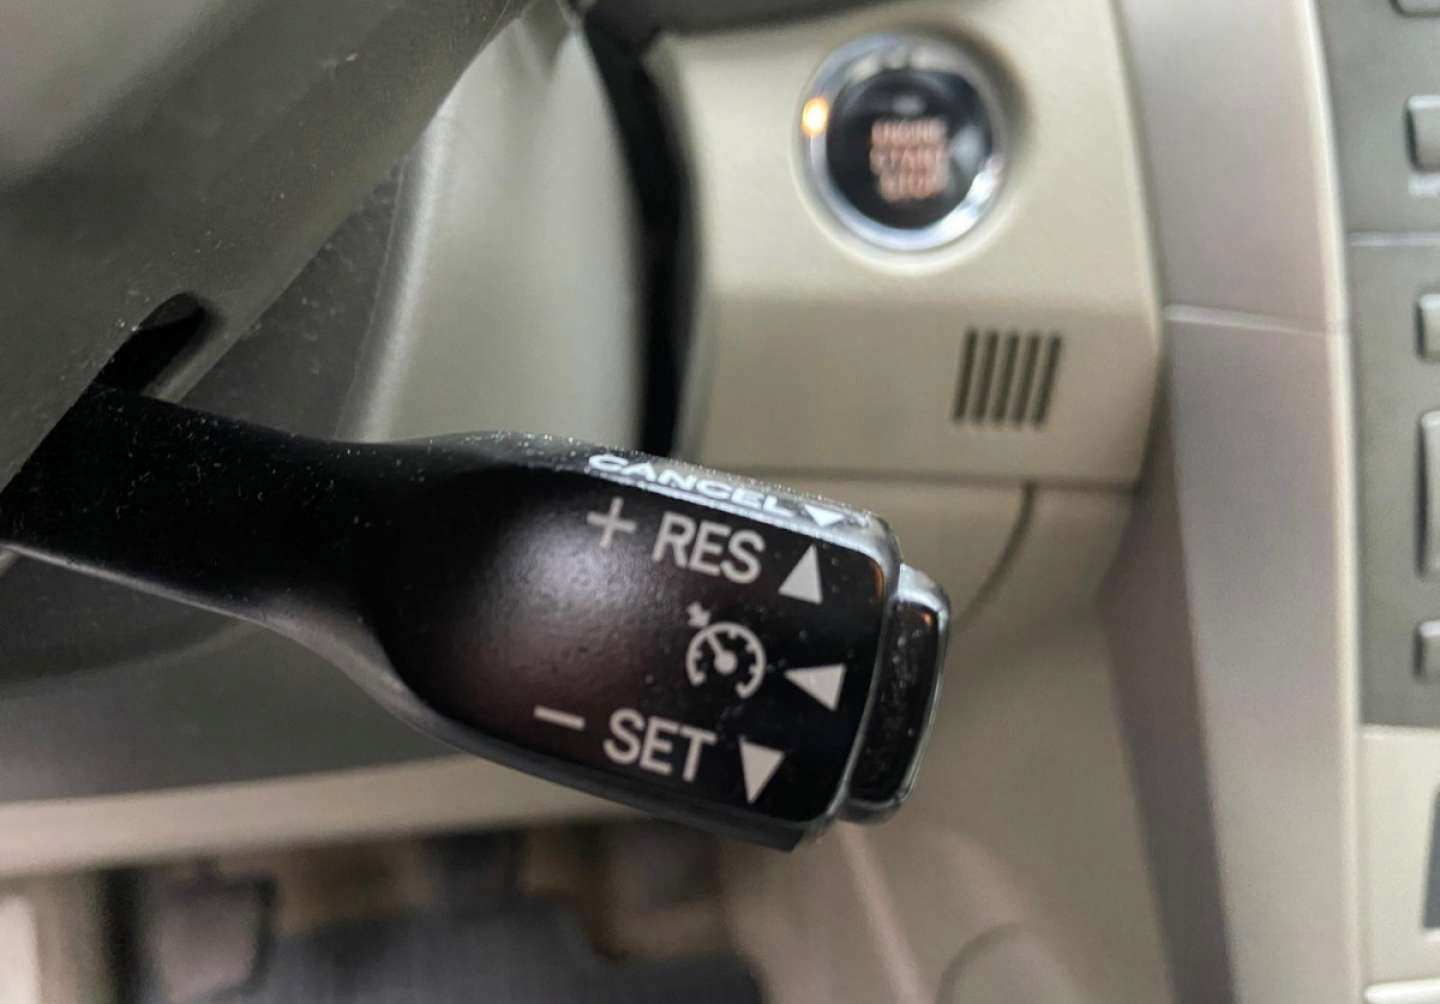 ENGINE
START
STOP
CANCEL
+ RES
− SET